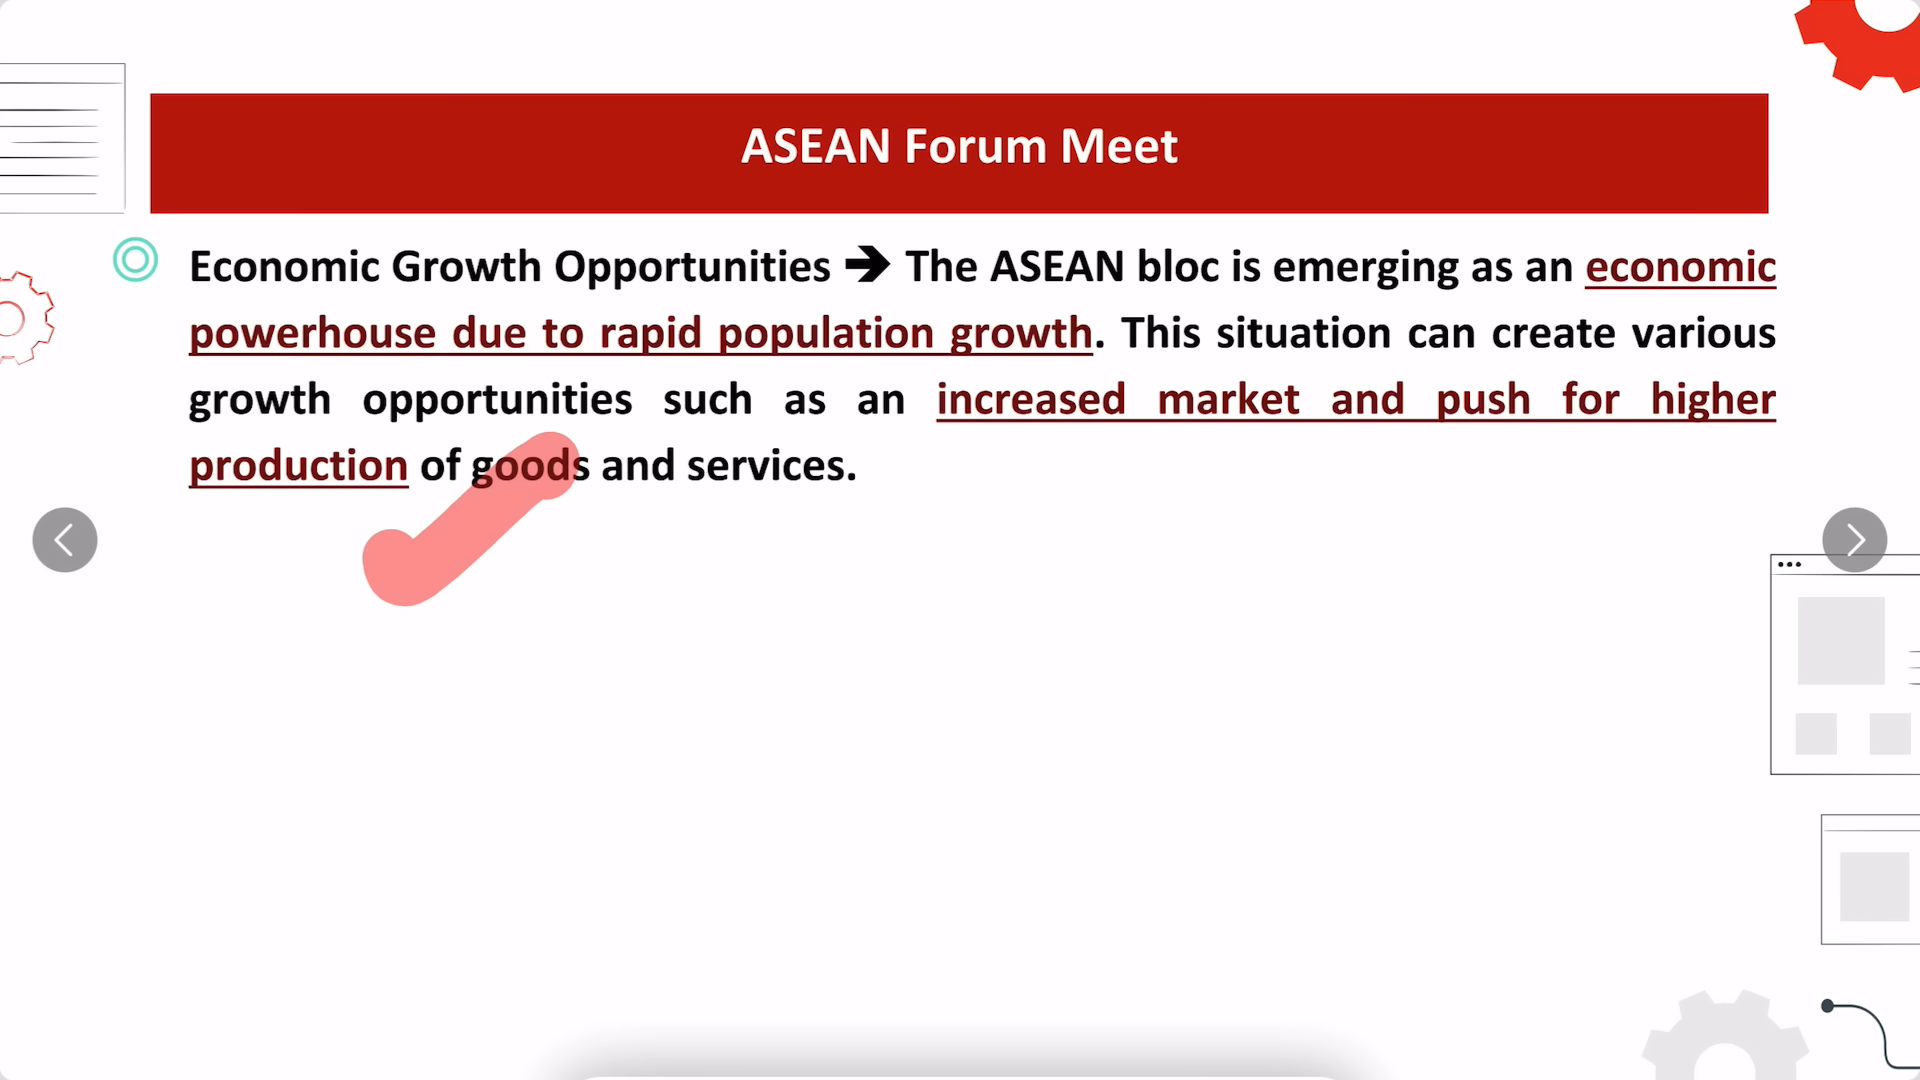 ASEAN Forum Meet
Economic Growth Opportunities ➔ The ASEAN bloc is emerging as an economic
powerhouse due to rapid population growth. This situation can create various
growth opportunities such as an increased market and push for higher
production of goods and services.